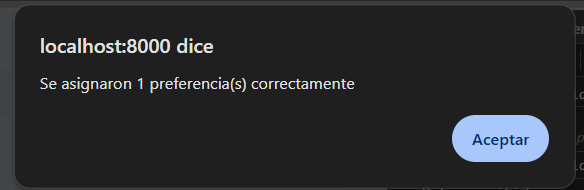 localhost:8000 dice
Se asignaron 1 preferencia(s) correctamente
Aceptar